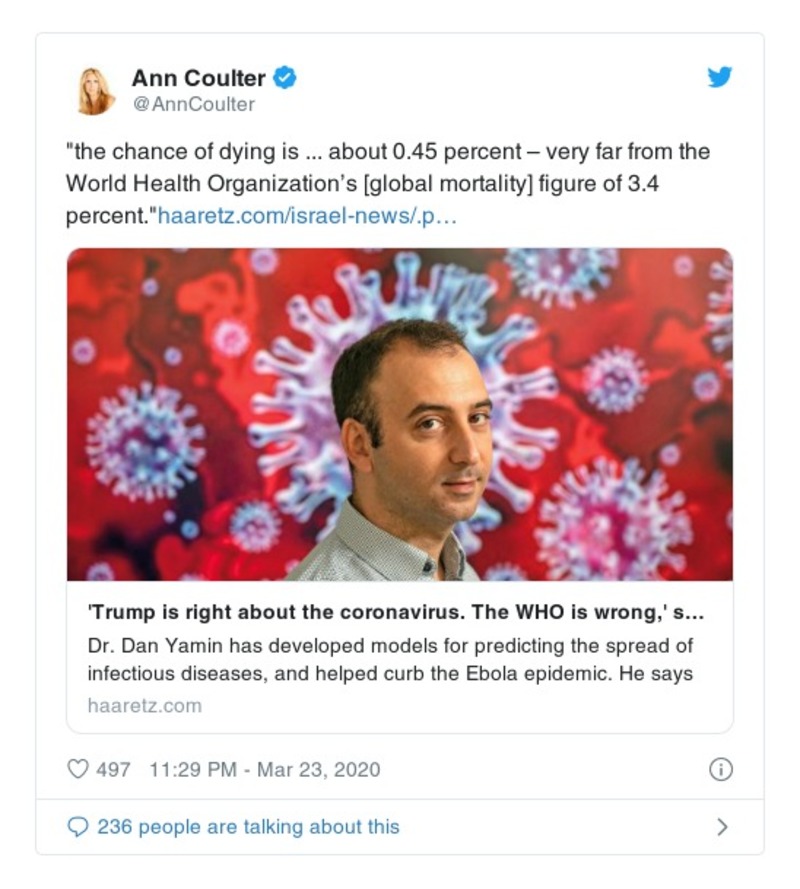 Ann Coulter
@AnnCoulter
"the chance of dying is ... about 0.45 percent – very far from the
World Health Organization’s [global mortality] figure of 3.4
percent."haaretz.com/israel-news/.p…
'Trump is right about the coronavirus. The WHO is wrong,' s...
Dr. Dan Yamin has developed models for predicting the spread of
infectious diseases, and helped curb the Ebola epidemic. He says
haaretz.com
497 11:29 PM - Mar 23, 2020
236 people are talking about this